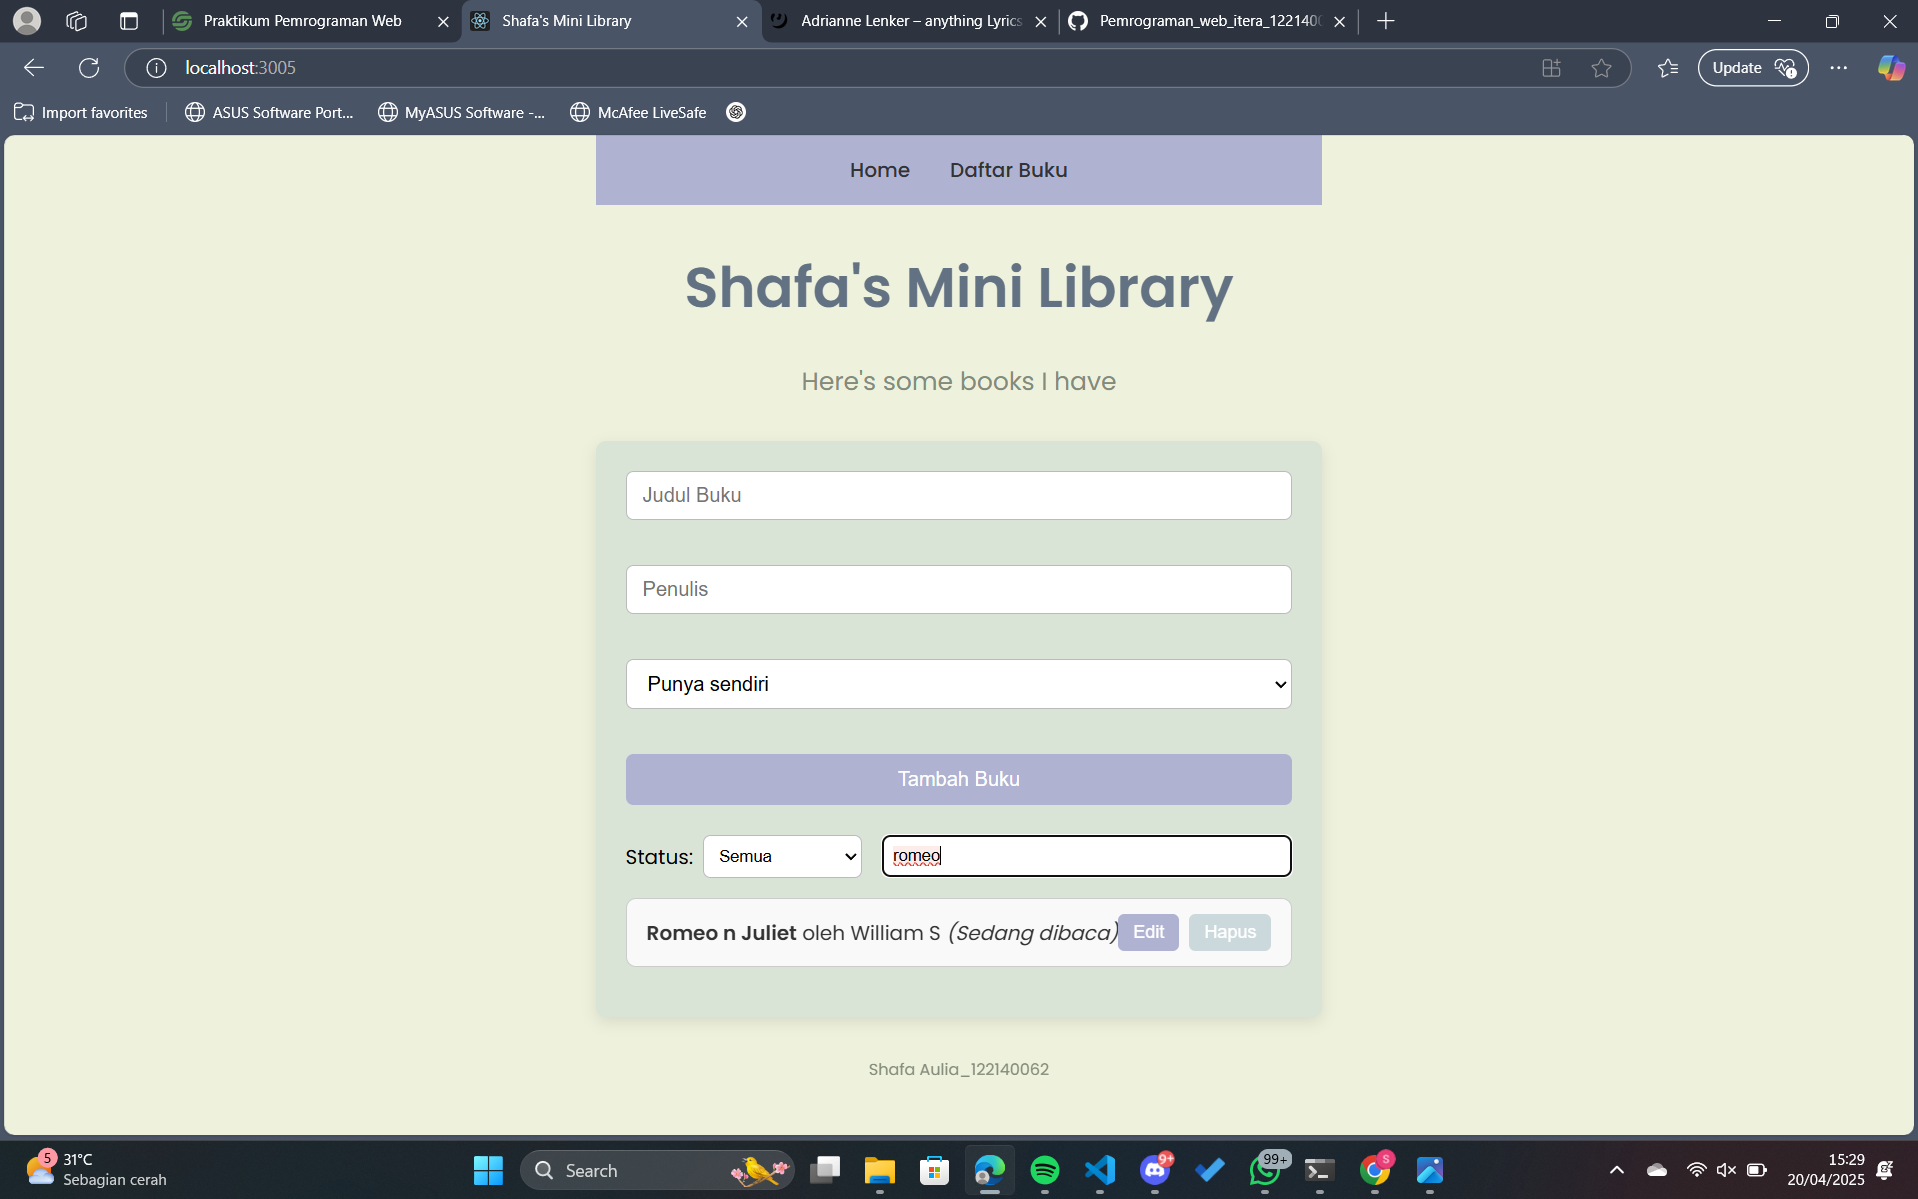 Praktikum Pemrograman Web
Shafa's Mini Library
Adrianne Lenker – anything Lyrics
Pemrograman_web_itera_122140
localhost:3005
Update
Import favorites
ASUS Software Port...
MyASUS Software -...
McAfee LiveSafe
Home Daftar Buku
Shafa's Mini Library
Here's some books I have
Judul Buku
Penulis
Punya sendiri
Tambah Buku
Status: Semua romeo
Romeo n Juliet oleh William S (Sedang dibaca) Edit Hapus
Shafa Aulia_122140062
5
31°C
Sebagian cerah
Search
9+
99+
S
15:29
20/04/2025